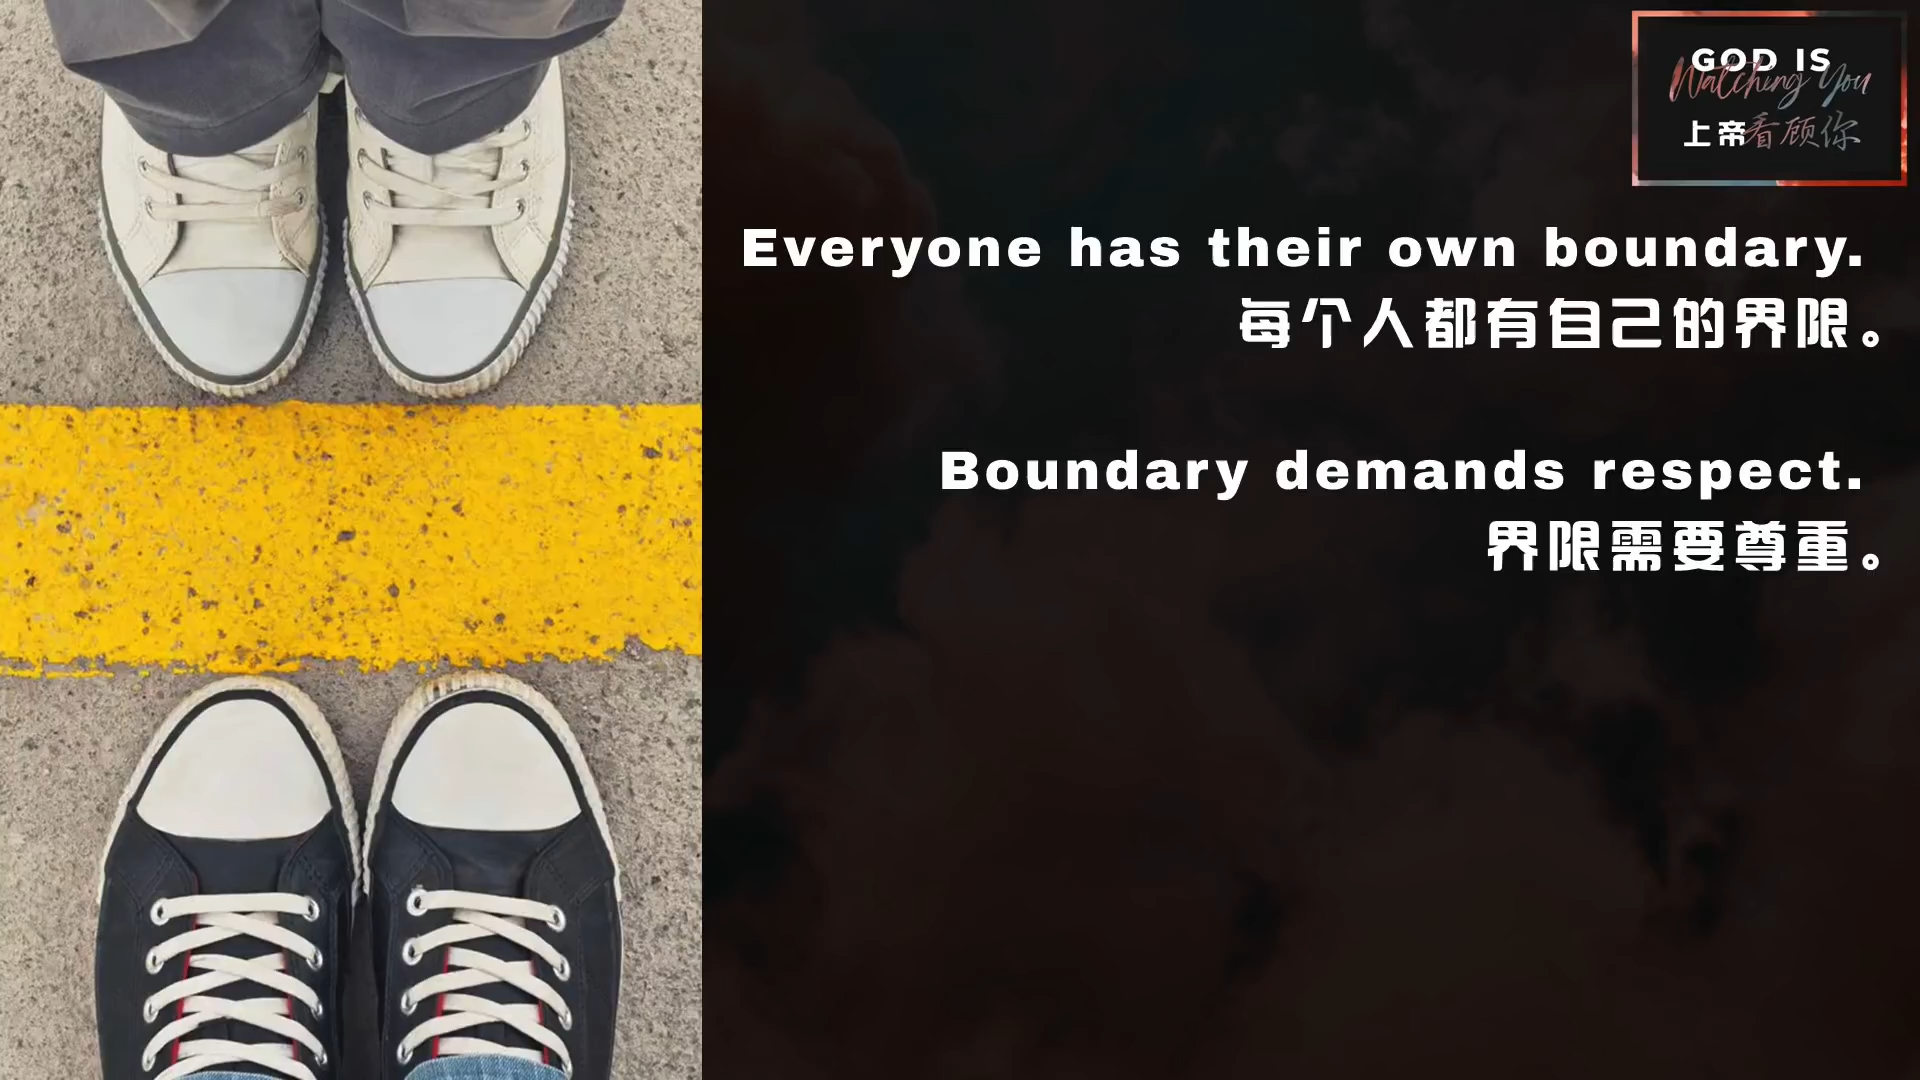 GOD IS
Watching You
上帝看顾你
Everyone has their own boundary.
每个人都有自己的界限。
Boundary demands respect.
界限需要尊重。